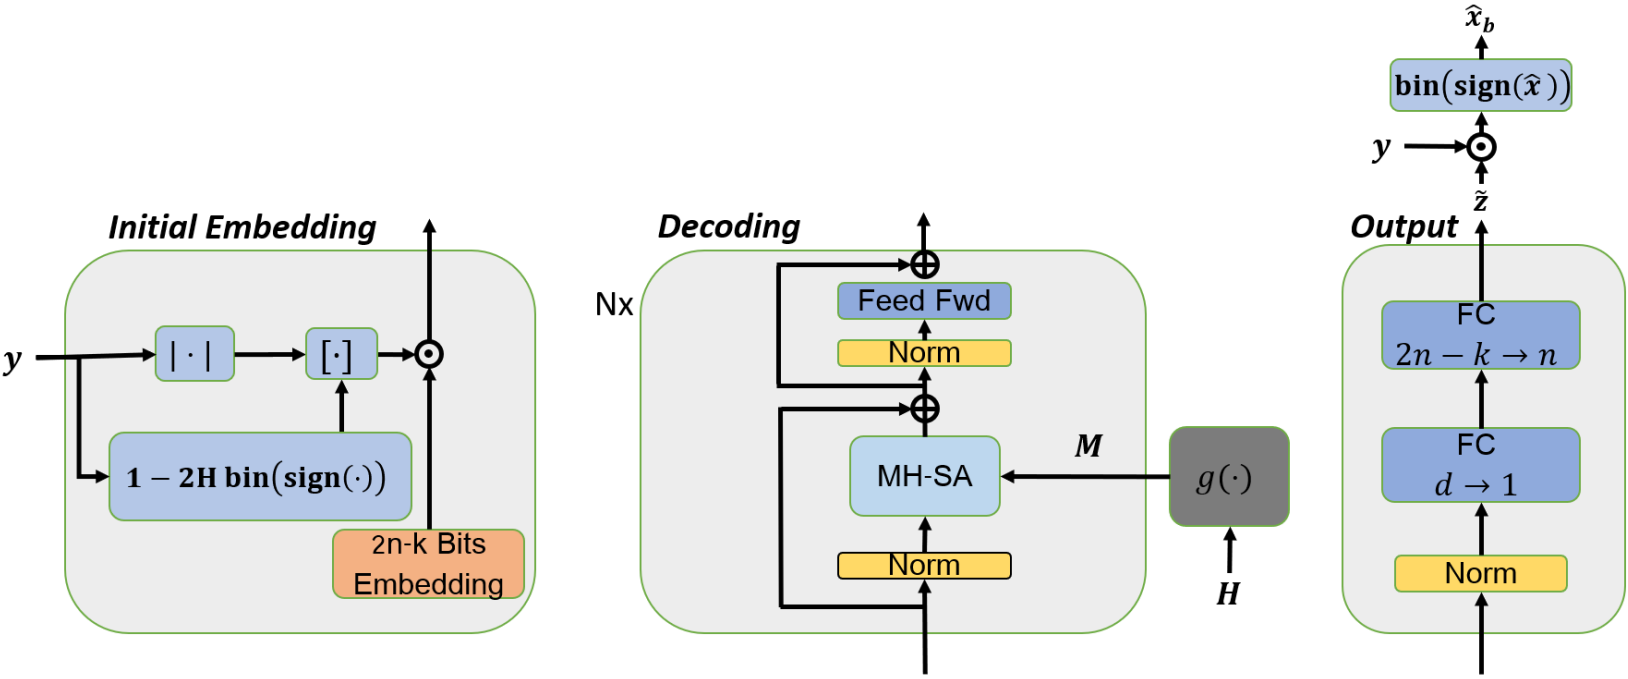 Initial Embedding
y
| · |
[·]
⊙
1 − 2H bin(sign(·))
2n-k Bits
Embedding
Decoding
Nx
⊕
Feed Fwd
Norm
⊕
MH-SA
M
g(·)
Norm
H
x̂_b
bin(sign(x̂ ))
y
⊙
z̃
Output
FC
2n − k → n
FC
d → 1
Norm